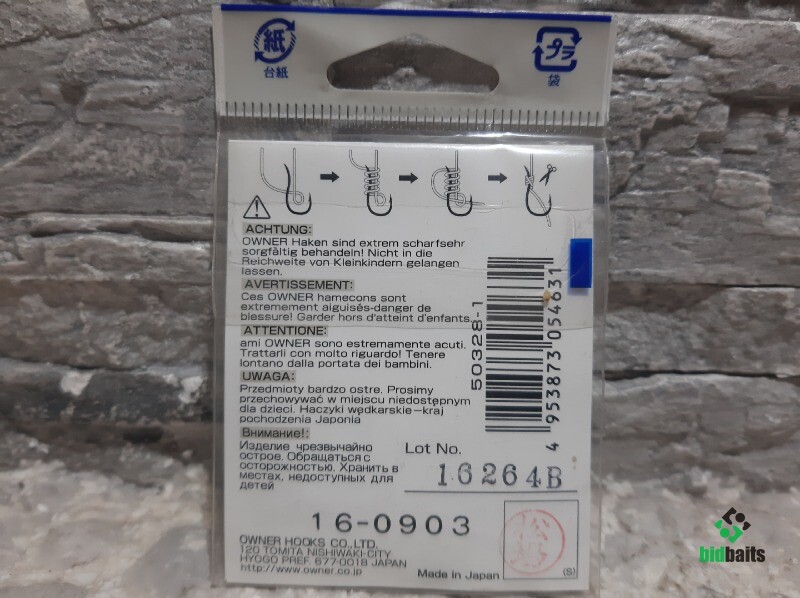 紙
台紙
プラ
袋
ACHTUNG:
OWNER Haken sind extrem scharfsehr
sorgfältig behandeln! Nicht in die
Reichweite von Kleinkindern gelangen
lassen.
AVERTISSEMENT:
Ces OWNER hamecons sont
extremement aiguisés-danger de
blessure! Garder hors d'atteint d'enfants.
ATTENTIONE:
ami OWNER sono estremamente acuti.
Trattarli con molto riguardo! Tenere
lontano dalla portata dei bambini.
UWAGA:
Przedmioty bardzo ostre. Prosimy
przechowywać w miejscu niedostępnym
dla dzieci. Haczyki wędkarskie-kraj
pochodzenia Japonia
Внимание!:
Изделие чрезвычайно
острое. Обращаться с
осторожностью. Хранить в
местах, недоступных для
детей
50328-1
4 953873 054631
Lot No.
16264B
16-0903
OWNER HOOKS CO.,LTD.
120 TOMITA NISHIWAKI-CITY
HYOGO PREF. 677-0018 JAPAN
http://www.owner.co.jp
Made in Japan
(S)
bidbaits